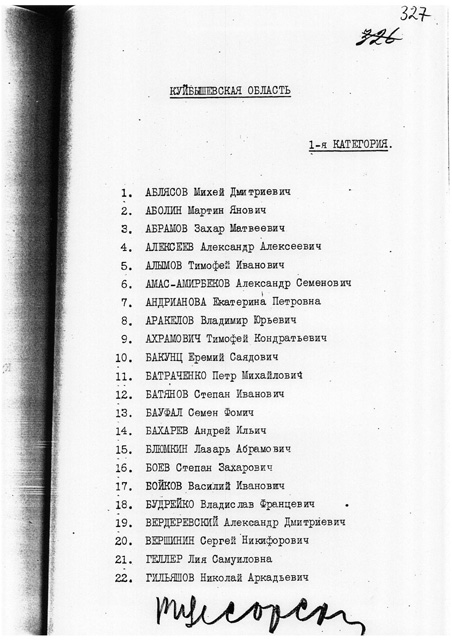 327
326
КУЙБЫШЕВСКАЯ ОБЛАСТЬ
1-я КАТЕГОРИЯ.
1. АБЛЯСОВ Михей Дмитриевич
2. АБОЛИН Мартин Янович
3. АБРАМОВ Захар Матвеевич
4. АЛЕКСЕЕВ Александр Алексеевич
5. АЛЫМОВ Тимофей Иванович
6. АМАС-АМИРБЕКОВ Александр Семенович
7. АНДРИАНОВА Екатерина Петровна
8. АРАКЕЛОВ Владимир Юрьевич
9. АХРАМОВИЧ Тимофей Кондратьевич
10. БАКУНЦ Еремий Саядович
11. БАТРАЧЕНКО Петр Михайлович
12. БАТЯНОВ Степан Иванович
13. БАУФАЛ Семен Фомич
14. БАХАРЕВ Андрей Ильич
15. БЛЮМКИН Лазарь Абрамович
16. БОЕВ Степан Захарович
17. БОЙКОВ Василий Иванович
18. БУДРЕЙКО Владислав Францевич
19. ВЕРДЕРЕВСКИЙ Александр Дмитриевич
20. ВЕРШИНИН Сергей Никифорович
21. ГЕЛЛЕР Лия Самуиловна
22. ГИЛЬЯШОВ Николай Аркадьевич